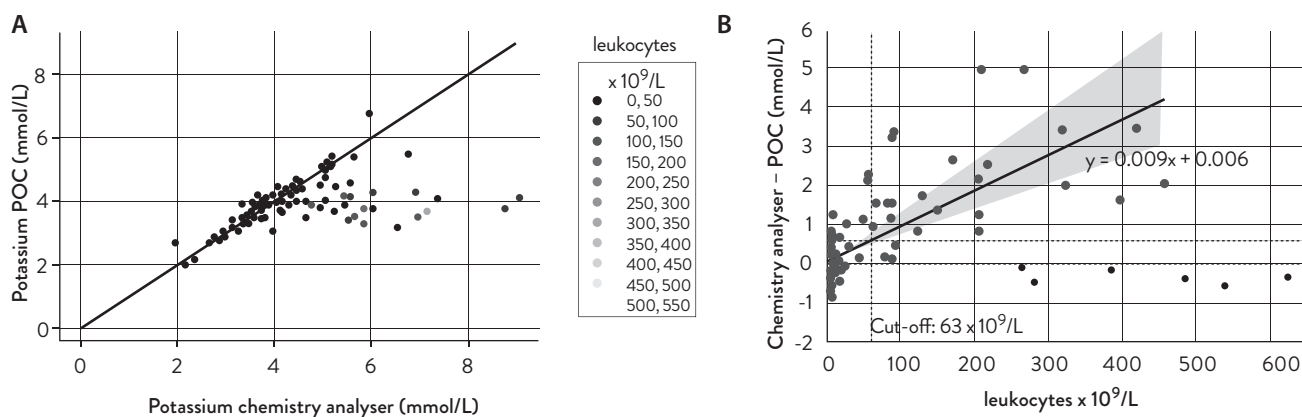 A
Potassium POC (mmol/L)
8
6
4
2
0
0 2 4 6 8
Potassium chemistry analyser (mmol/L)
leukocytes
x 10⁹/L
0, 50
50, 100
100, 150
150, 200
200, 250
250, 300
300, 350
350, 400
400, 450
450, 500
500, 550
B
Chemistry analyser – POC (mmol/L)
6
5
4
3
2
1
0
-1
-2
y = 0.009x + 0.006
Cut-off: 63 x 10⁹/L
0 100 200 300 400 500 600
leukocytes x 10⁹/L